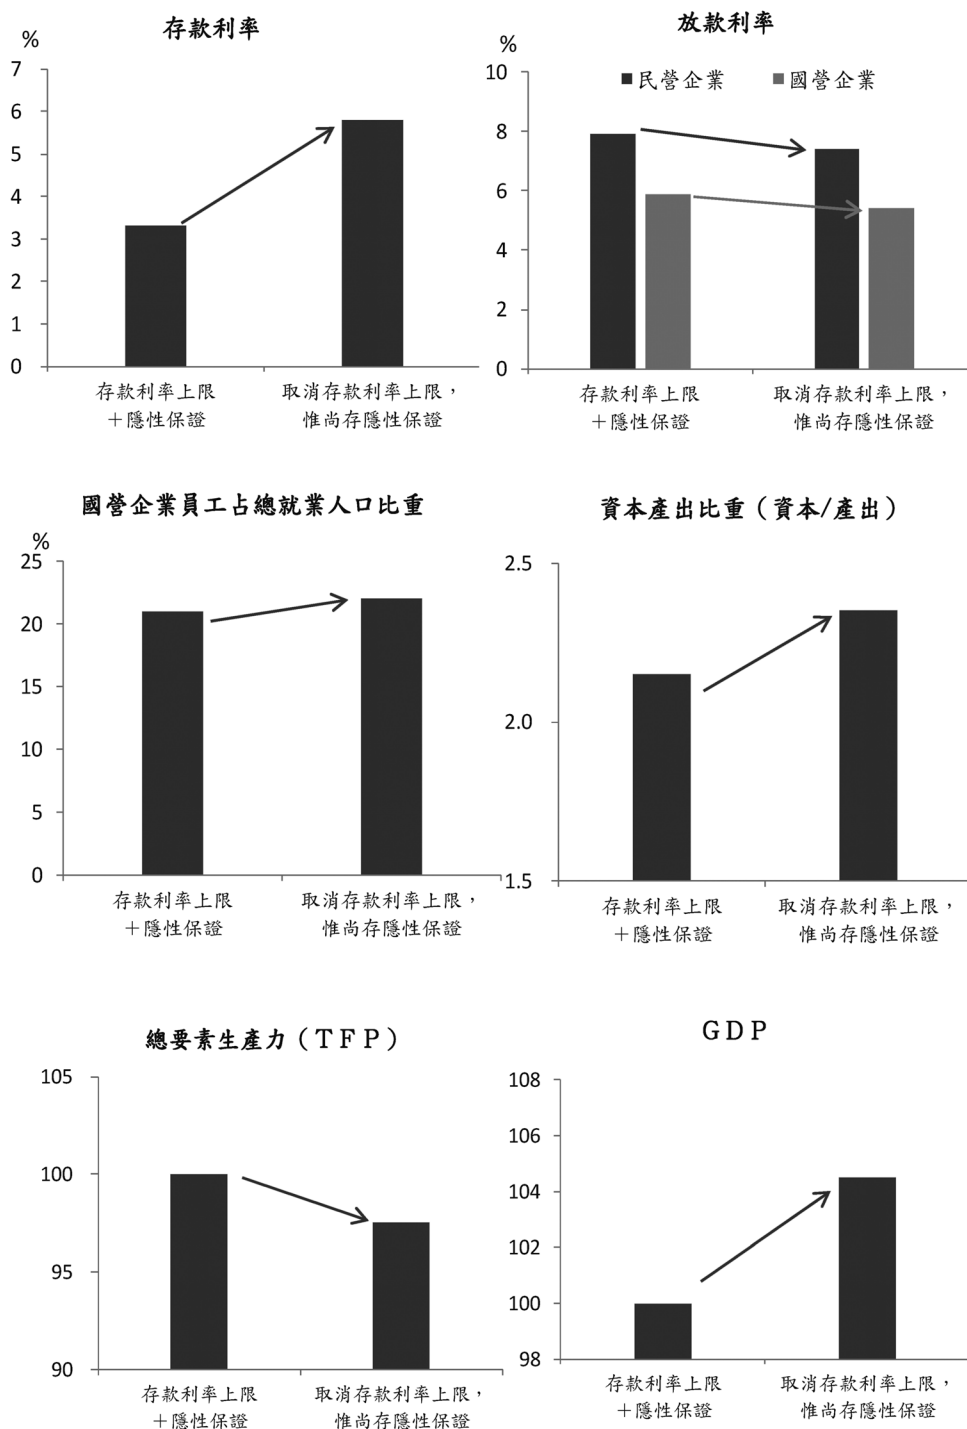 存款利率
%
7
6
5
4
3
2
1
0
存款利率上限
＋隱性保證
取消存款利率上限，
惟尚存隱性保證
放款利率
%
民營企業
國營企業
10
8
6
4
2
0
存款利率上限
＋隱性保證
取消存款利率上限，
惟尚存隱性保證
國營企業員工占總就業人口比重
%
25
20
15
10
5
0
存款利率上限
＋隱性保證
取消存款利率上限，
惟尚存隱性保證
資本產出比重（資本/產出）
2.5
2.0
1.5
存款利率上限
＋隱性保證
取消存款利率上限，
惟尚存隱性保證
總要素生產力（ＴＦＰ）
105
100
95
90
存款利率上限
＋隱性保證
取消存款利率上限，
惟尚存隱性保證
ＧＤＰ
108
106
104
102
100
98
存款利率上限
＋隱性保證
取消存款利率上限，
惟尚存隱性保證